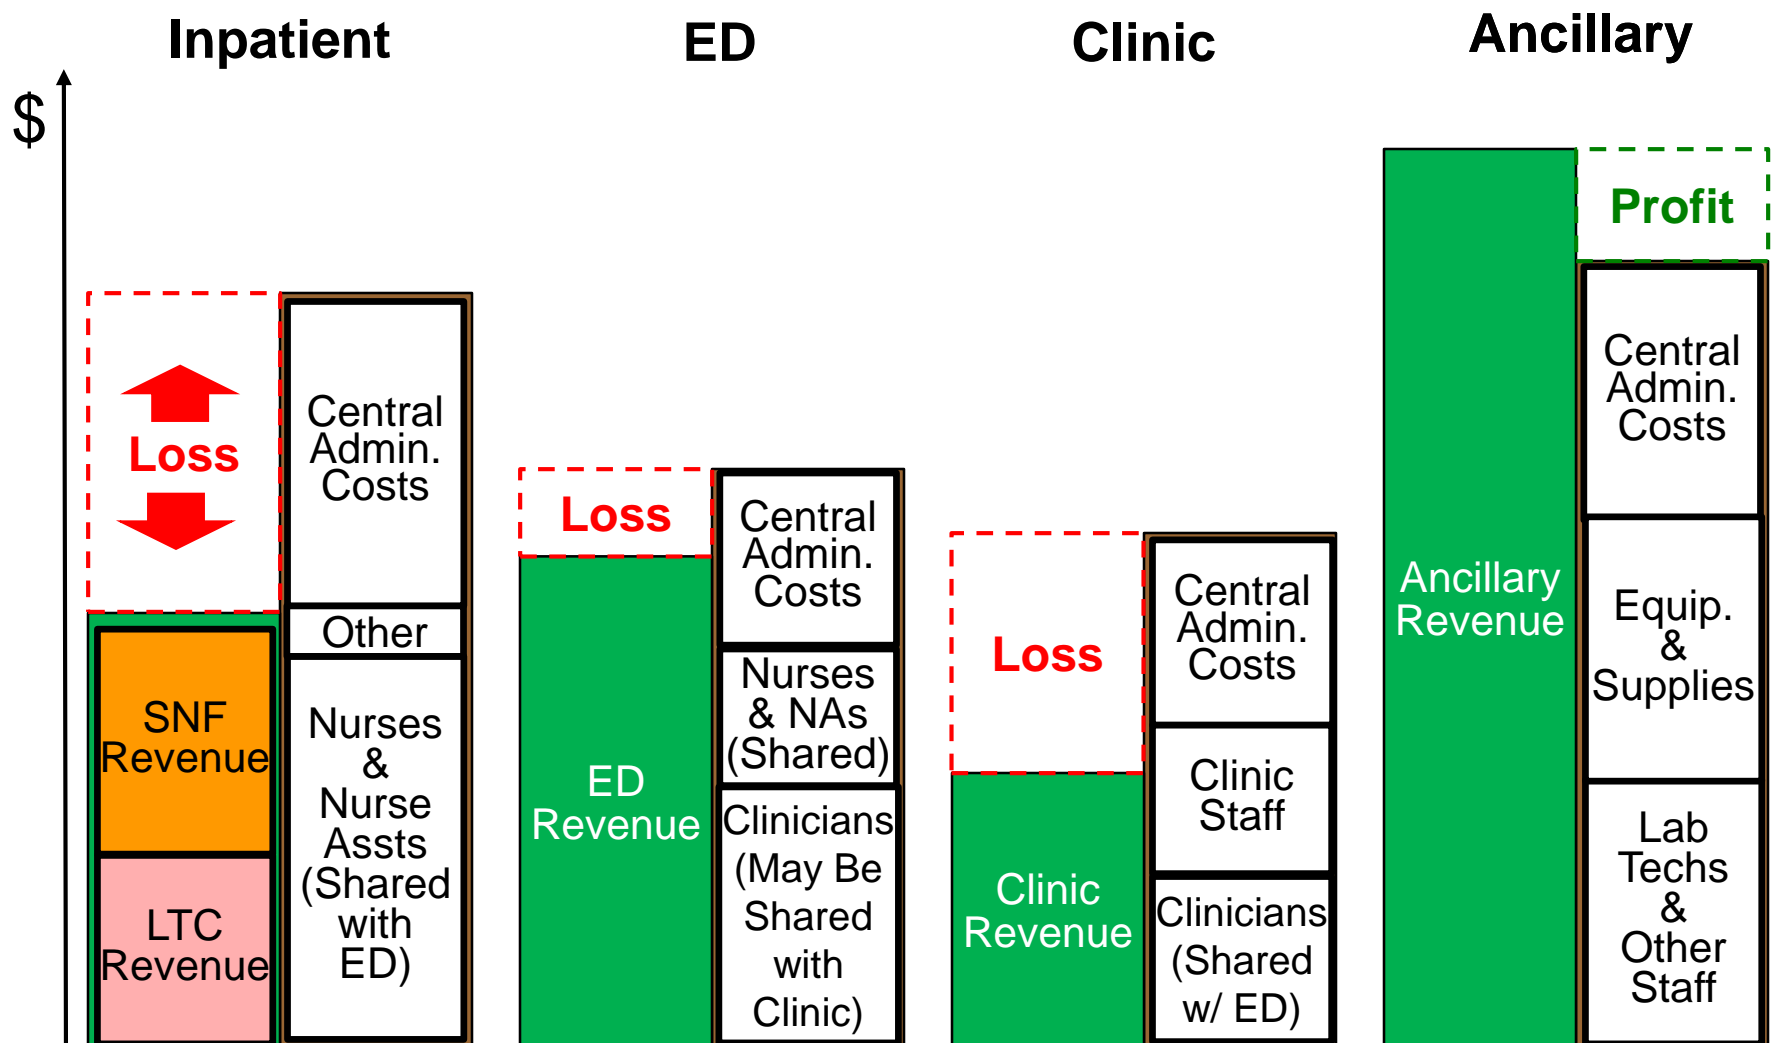 Inpatient
ED
Clinic
Ancillary
$
Loss
Central
Admin.
Costs
Other
Nurses
&
Nurse
Assts
(Shared
with
ED)
SNF
Revenue
LTC
Revenue
Loss
ED
Revenue
Central
Admin.
Costs
Nurses
& NAs
(Shared)
Clinicians
(May Be
Shared
with
Clinic)
Loss
Clinic
Revenue
Central
Admin.
Costs
Clinic
Staff
Clinicians
(Shared
w/ ED)
Ancillary
Revenue
Profit
Central
Admin.
Costs
Equip.
&
Supplies
Lab
Techs
&
Other
Staff